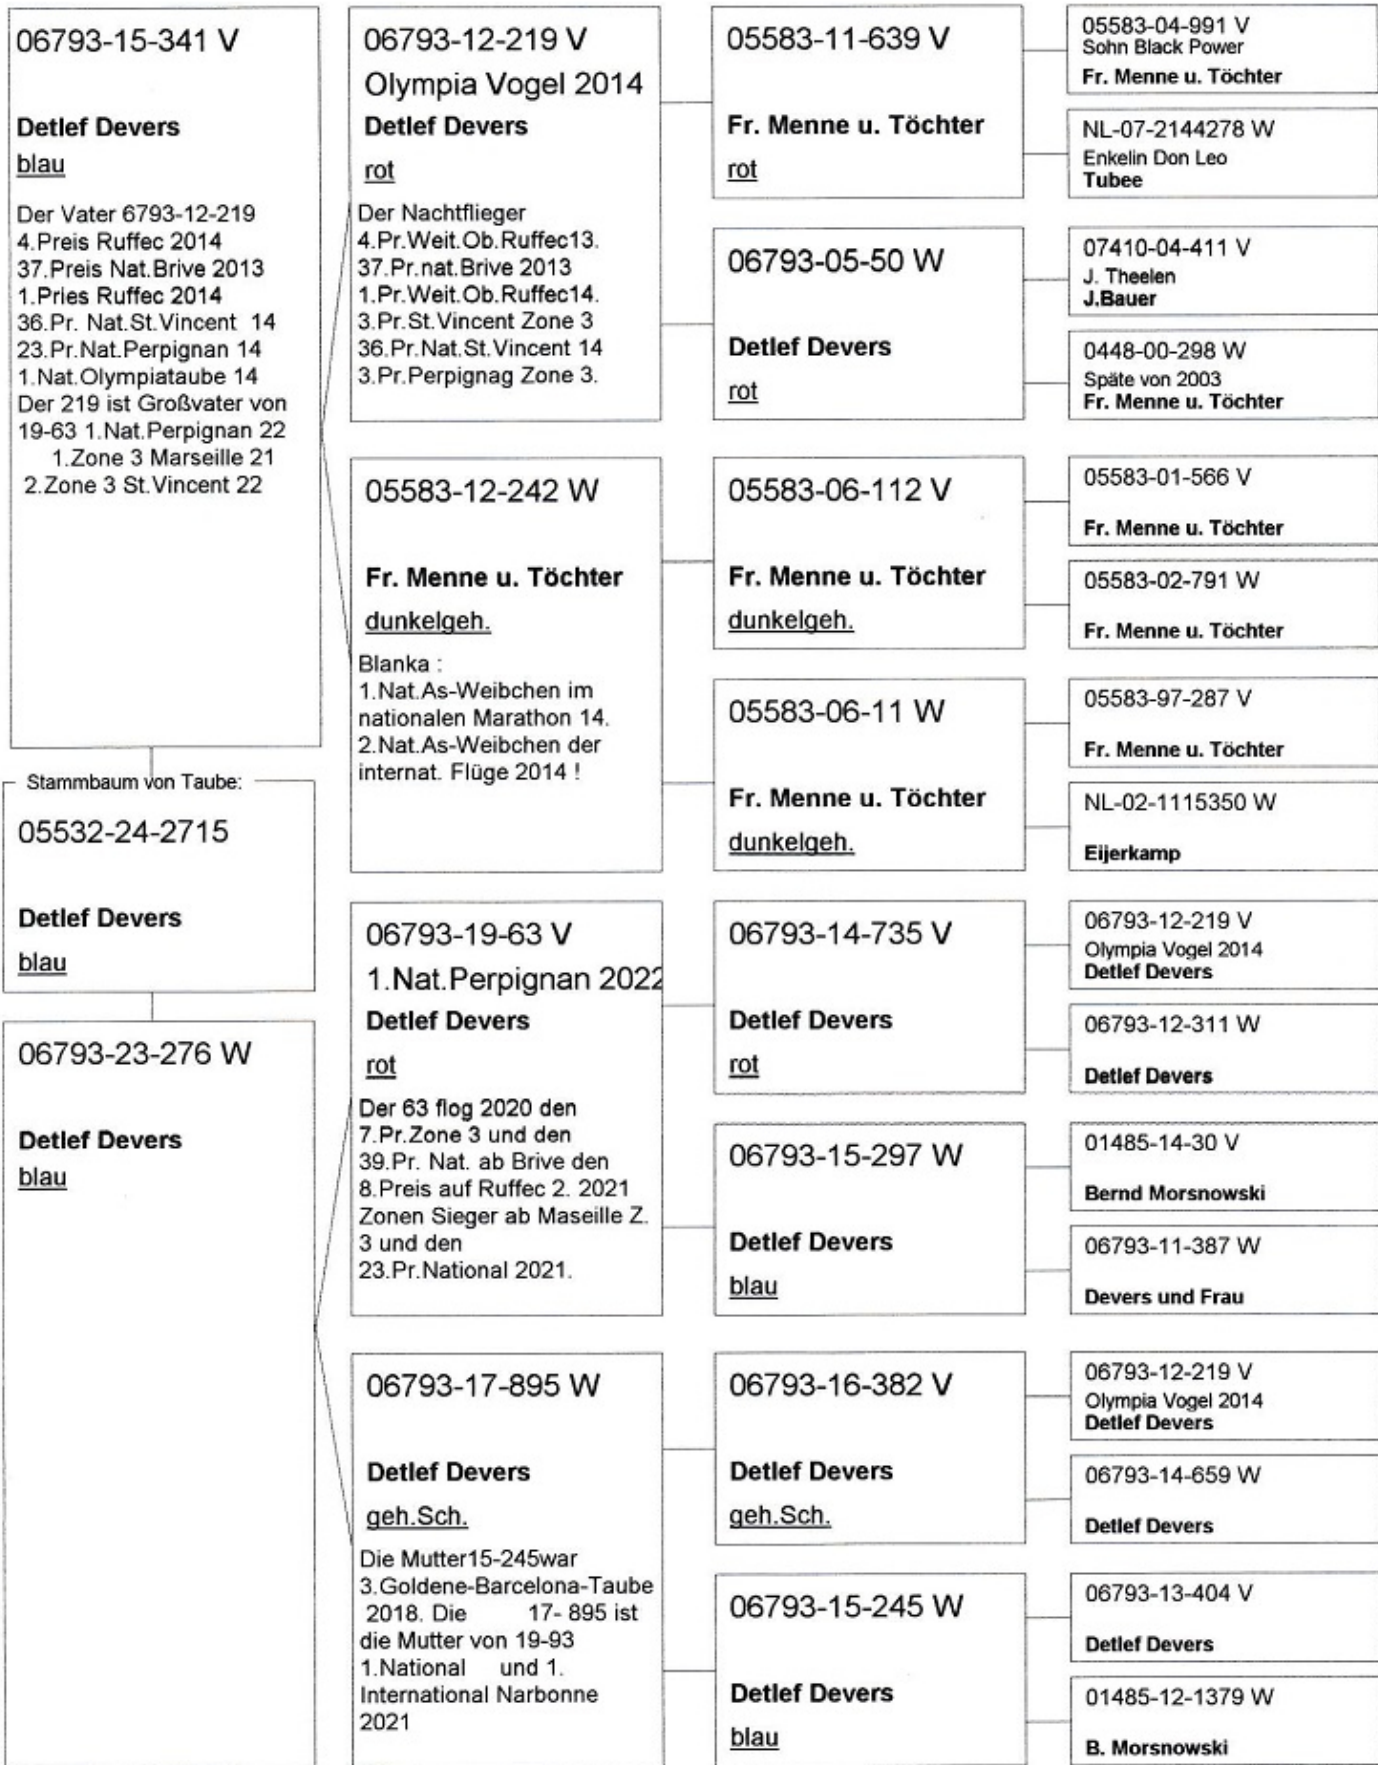 06793-15-341 V
Detlef Devers
blau
Der Vater 6793-12-219
4.Preis Ruffec 2014
37.Preis Nat.Brive 2013
1.Pries Ruffec 2014
36.Pr. Nat.St.Vincent 14
23.Pr.Nat.Perpignan 14
1.Nat.Olympiataube 14
Der 219 ist Großvater von
19-63 1.Nat.Perpignan 22
1.Zone 3 Marseille 21
2.Zone 3 St.Vincent 22
Stammbaum von Taube:
05532-24-2715
Detlef Devers
blau
06793-23-276 W
Detlef Devers
blau
06793-12-219 V
Olympia Vogel 2014
Detlef Devers
rot
Der Nachtflieger
4.Pr.Weit.Ob.Ruffec13.
37.Pr.nat.Brive 2013
1.Pr.Weit.Ob.Ruffec14.
3.Pr.St.Vincent Zone 3
36.Pr.Nat.St.Vincent 14
3.Pr.Perpignag Zone 3.
05583-12-242 W
Fr. Menne u. Töchter
dunkelgeh.
Blanka :
1.Nat.As-Weibchen im
nationalen Marathon 14.
2.Nat.As-Weibchen der
internat. Flüge 2014 !
06793-19-63 V
1.Nat.Perpignan 2022
Detlef Devers
rot
Der 63 flog 2020 den
7.Pr.Zone 3 und den
39.Pr. Nat. ab Brive den
8.Preis auf Ruffec 2. 2021
Zonen Sieger ab Maseille Z.
3 und den
23.Pr.National 2021.
06793-17-895 W
Detlef Devers
geh.Sch.
Die Mutter15-245war
3.Goldene-Barcelona-Taube
2018. Die 17- 895 ist
die Mutter von 19-93
1.National und 1.
International Narbonne
2021
05583-11-639 V
Fr. Menne u. Töchter
rot
06793-05-50 W
Detlef Devers
rot
05583-06-112 V
Fr. Menne u. Töchter
dunkelgeh.
05583-06-11 W
Fr. Menne u. Töchter
dunkelgeh.
06793-14-735 V
Detlef Devers
rot
06793-15-297 W
Detlef Devers
blau
06793-16-382 V
Detlef Devers
geh.Sch.
06793-15-245 W
Detlef Devers
blau
05583-04-991 V
Sohn Black Power
Fr. Menne u. Töchter
NL-07-2144278 W
Enkelin Don Leo
Tubee
07410-04-411 V
J. Theelen
J.Bauer
0448-00-298 W
Späte von 2003
Fr. Menne u. Töchter
05583-01-566 V
Fr. Menne u. Töchter
05583-02-791 W
Fr. Menne u. Töchter
05583-97-287 V
Fr. Menne u. Töchter
NL-02-1115350 W
Eijerkamp
06793-12-219 V
Olympia Vogel 2014
Detlef Devers
06793-12-311 W
Detlef Devers
01485-14-30 V
Bernd Morsnowski
06793-11-387 W
Devers und Frau
06793-12-219 V
Olympia Vogel 2014
Detlef Devers
06793-14-659 W
Detlef Devers
06793-13-404 V
Detlef Devers
01485-12-1379 W
B. Morsnowski